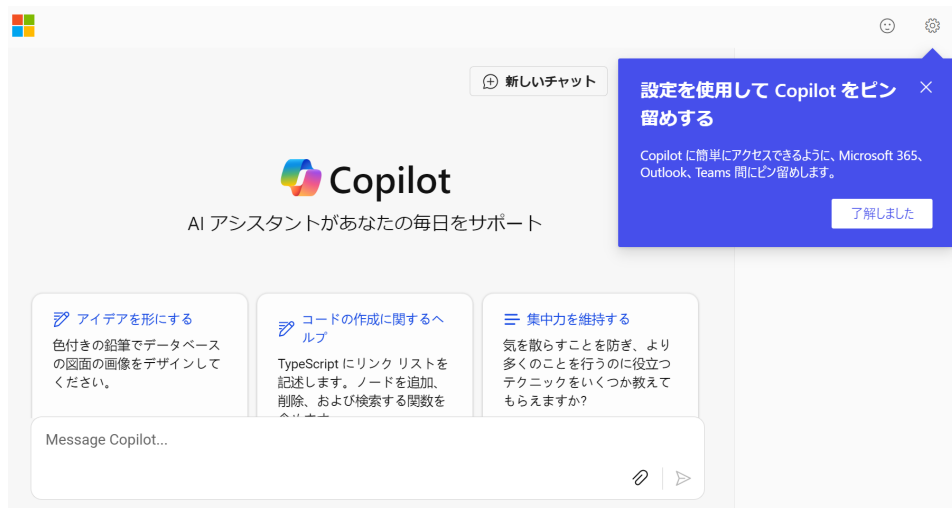 新しいチャット
設定を使用して Copilot をピン
留めする
Copilot に簡単にアクセスできるように、Microsoft 365、
Outlook、Teams 間にピン留めします。
了解しました
Copilot
AI アシスタントがあなたの毎日をサポート
アイデアを形にする
色付きの鉛筆でデータベース
の図面の画像をデザインして
ください。
コードの作成に関するヘ
ルプ
TypeScript にリンク リストを
記述します。ノードを追加、
削除、および検索する関数を
集中力を維持する
気を散らすことを防ぎ、より
多くのことを行うのに役立つ
テクニックをいくつか教えて
もらえますか?
Message Copilot...